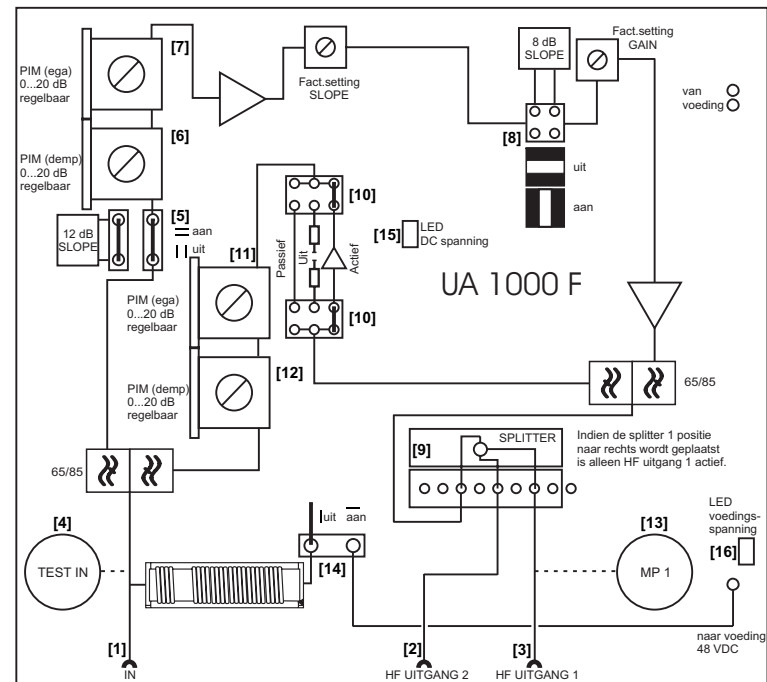 [7]
PIM (ega)
0...20 dB
regelbaar
Fact.setting
SLOPE
8 dB
SLOPE
Fact.setting
GAIN
van
voeding
[8]
uit
aan
[6]
PIM (demp)
0...20 dB
regelbaar
[5]
aan
uit
12 dB
SLOPE
[10]
Passief
Uit
Actief
[15]
LED
DC spanning
[11]
PIM (ega)
0...20 dB
regelbaar
UA 1000 F
[10]
[12]
PIM (demp)
0...20 dB
regelbaar
65/85
65/85
[9]
SPLITTER
Indien de splitter 1 positie
naar rechts wordt geplaatst
is alleen HF uitgang 1 actief.
[4]
TEST IN
uit
aan
[14]
[13]
MP 1
LED
voedings-
spanning
[16]
naar voeding
48 VDC
[1]
IN
[2]
HF UITGANG 2
[3]
HF UITGANG 1